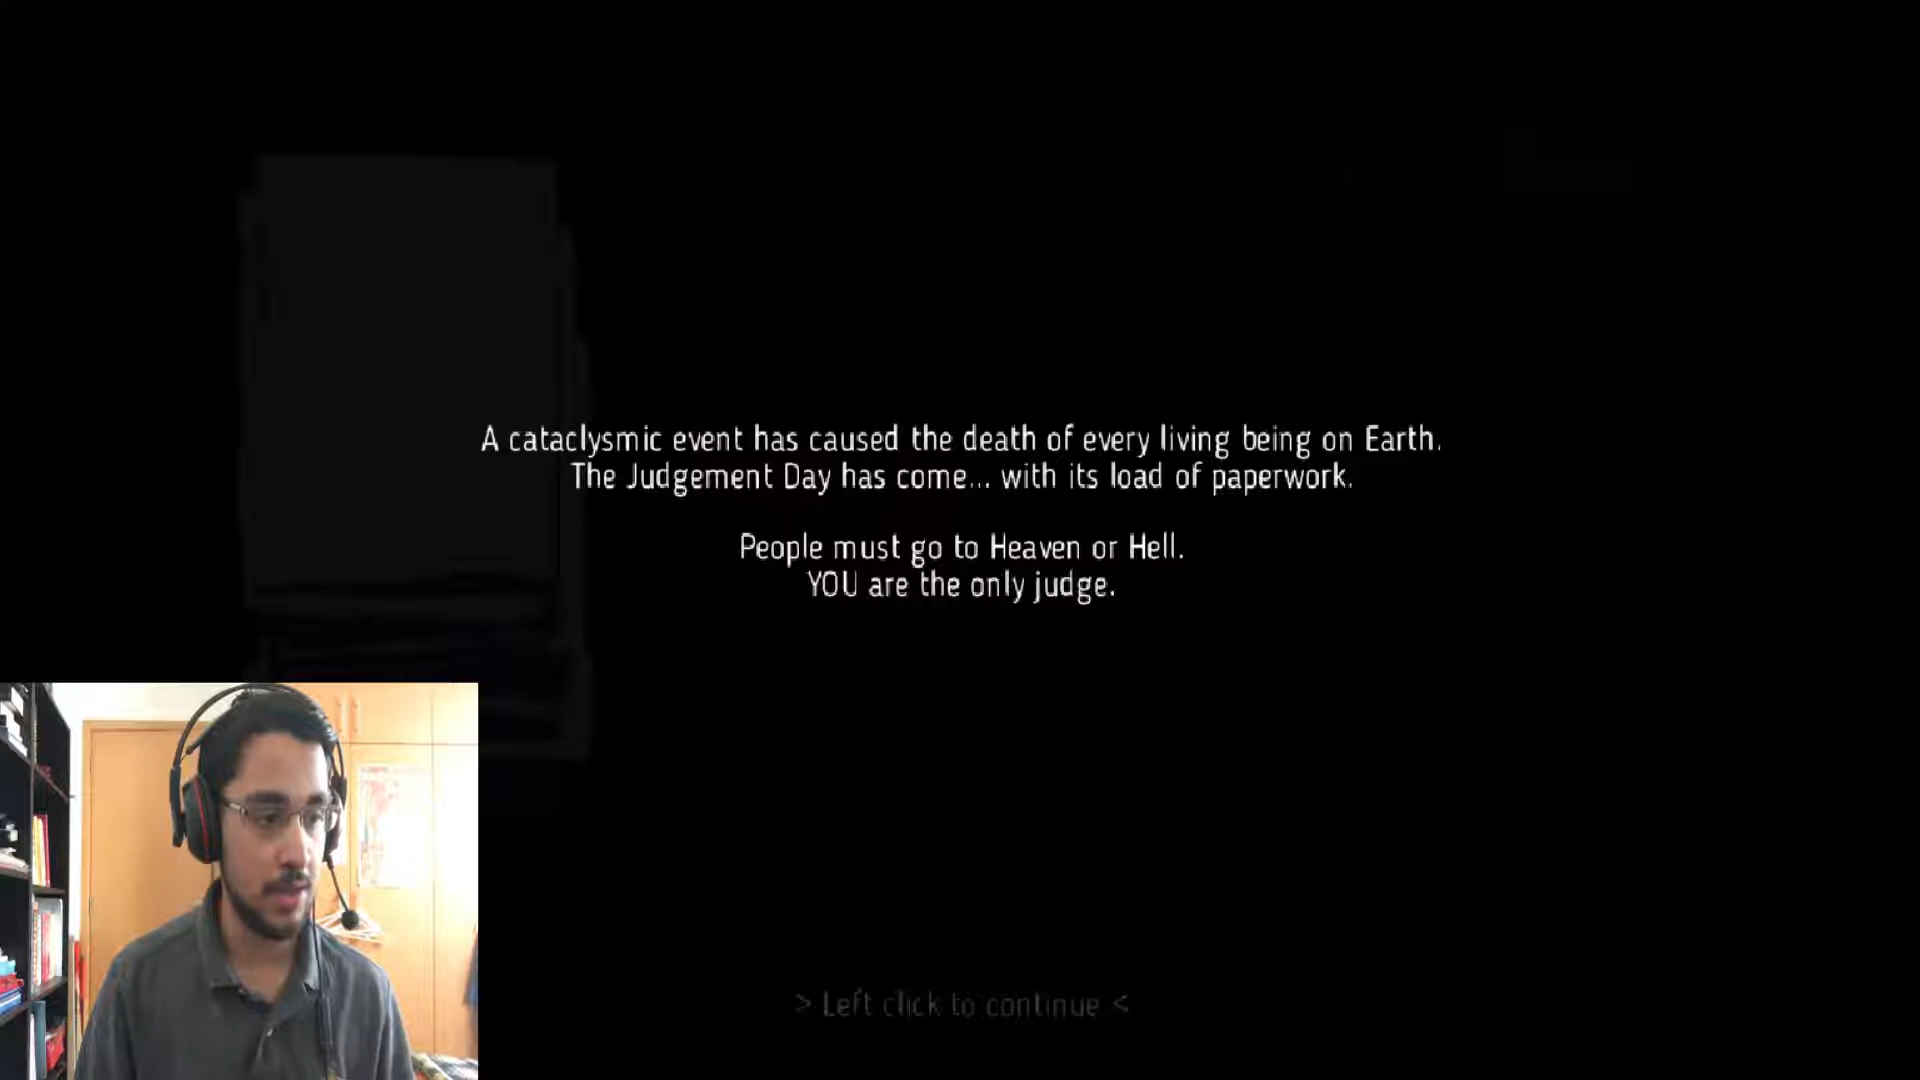 A cataclysmic event has caused the death of every living being on Earth.
The Judgement Day has come... with its load of paperwork.
People must go to Heaven or Hell.
YOU are the only judge.
> Left click to continue <